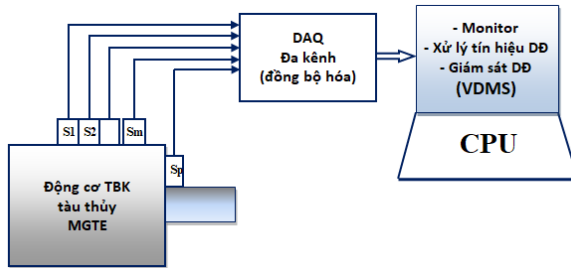 DAQ
Đa kênh
(đồng bộ hóa)
- Monitor
- Xử lý tín hiệu DĐ
- Giám sát DĐ
(VDMS)
CPU
S1
S2
Sm
Sp
Động cơ TBK
tàu thủy
MGTE